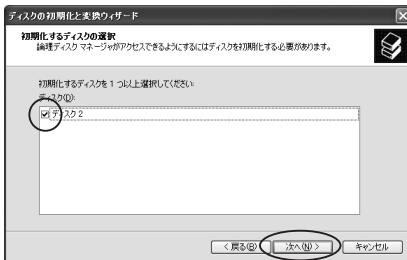 ディスクの初期化と変換ウィザード
初期化するディスクの選択
論理ディスク マネージャがアクセスできるようにするにはディスクを初期化する必要があります。
初期化するディスクを 1 つ以上選択してください:
ディスク(D):
ディスク 2
< 戻る(B)
次へ(N) >
キャンセル